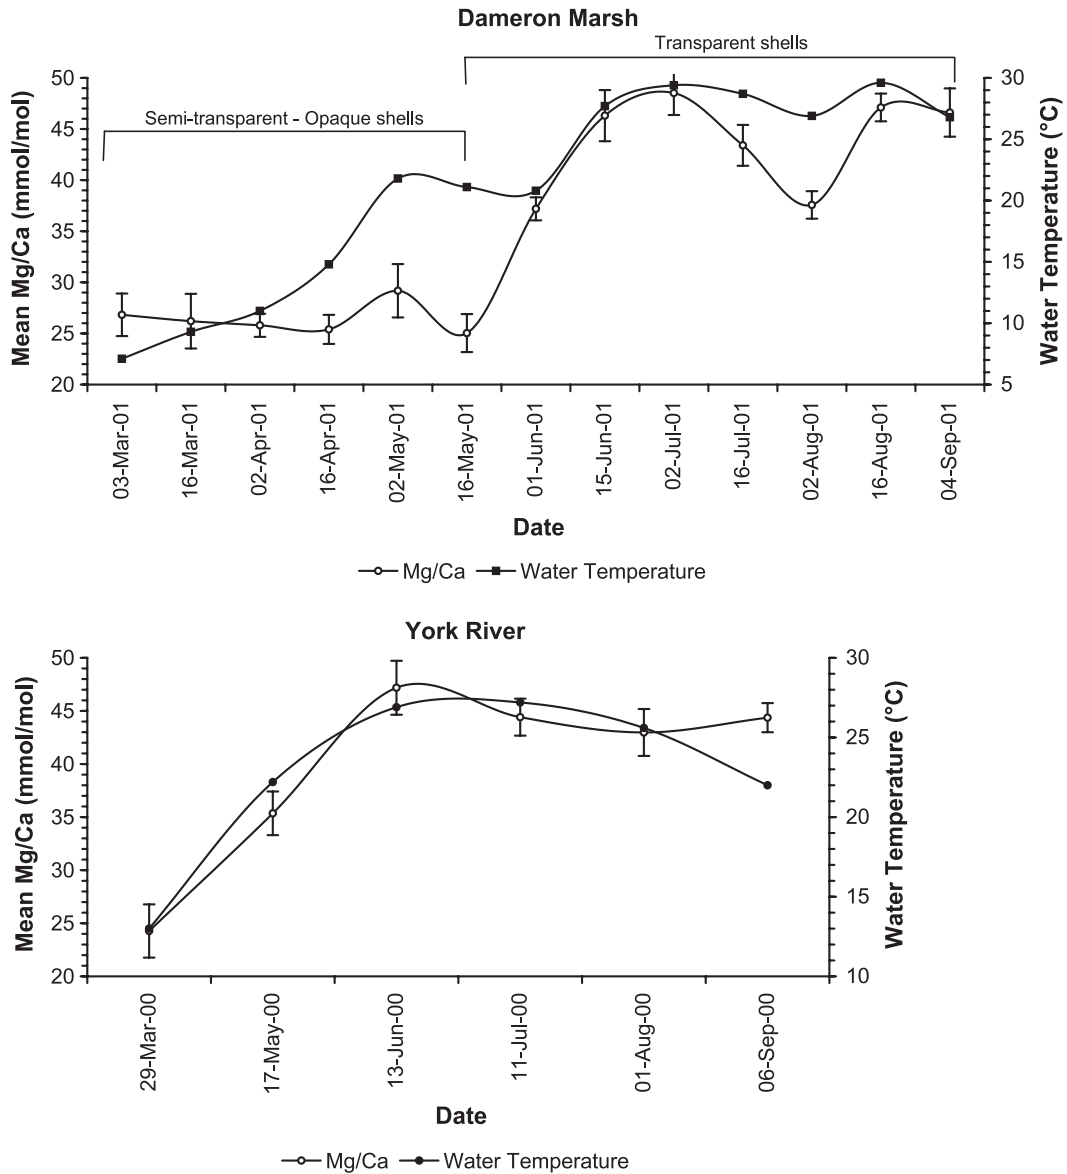 Dameron Marsh
Transparent shells
Semi-transparent - Opaque shells
Mean Mg/Ca (mmol/mol)
50
45
40
35
30
25
20
30
25
20
15
10
5
Water Temperature (°C)
03-Mar-01
16-Mar-01
02-Apr-01
16-Apr-01
02-May-01
16-May-01
01-Jun-01
15-Jun-01
02-Jul-01
16-Jul-01
02-Aug-01
16-Aug-01
04-Sep-01
Date
Mg/Ca Water Temperature
York River
Mean Mg/Ca (mmol/mol)
50
45
40
35
30
25
20
30
25
20
15
10
Water Temperature (°C)
29-Mar-00
17-May-00
13-Jun-00
11-Jul-00
01-Aug-00
06-Sep-00
Date
Mg/Ca Water Temperature